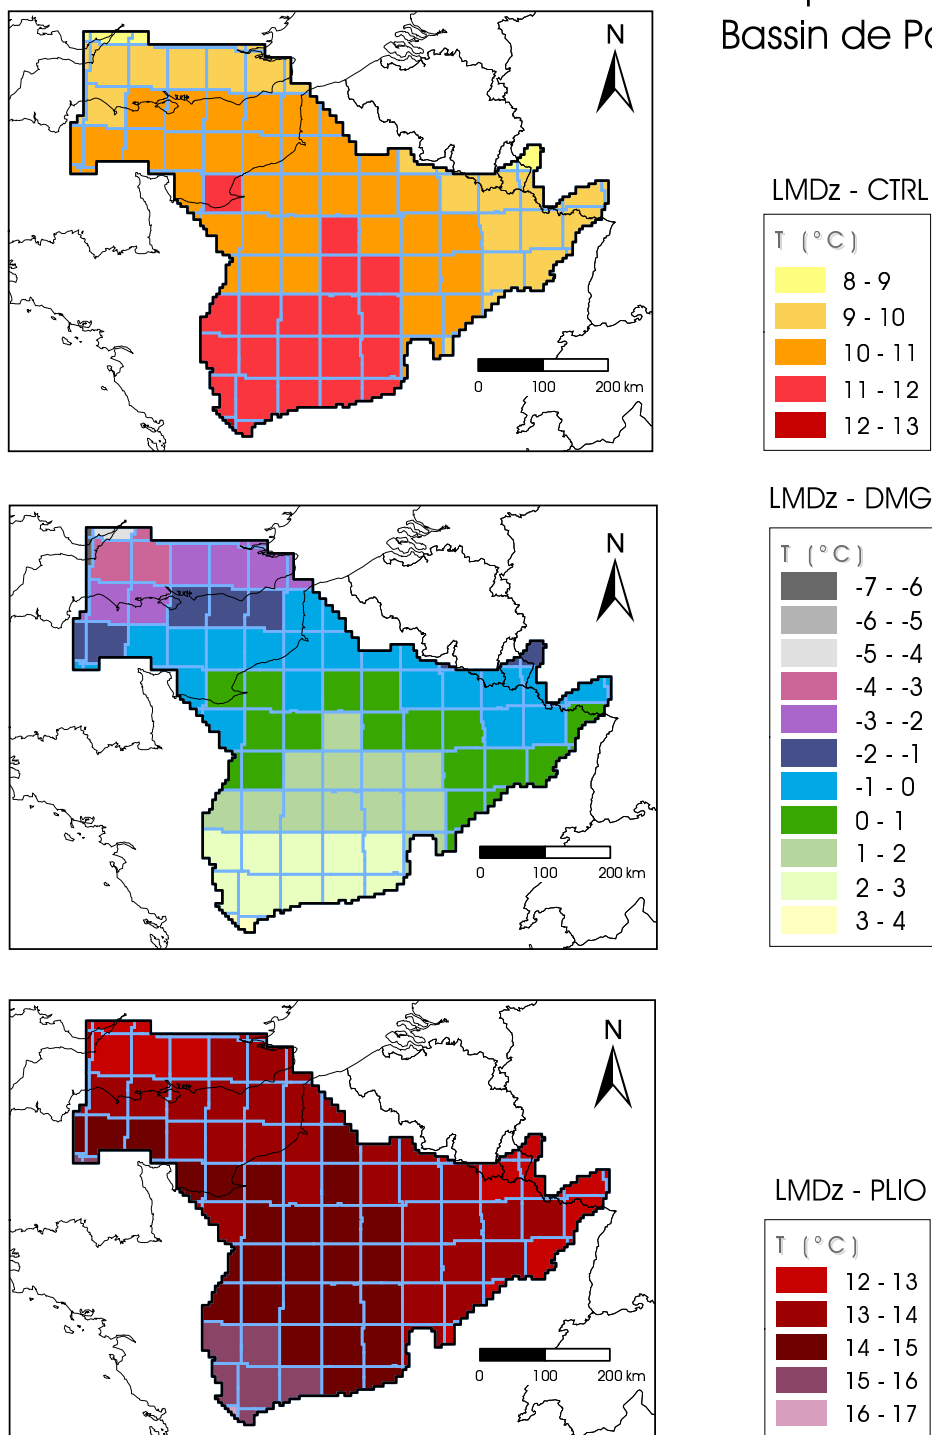 Bassin de Pa
N
0 100 200 km
LMDz - CTRL
T (°C)
8 - 9
9 - 10
10 - 11
11 - 12
12 - 13
N
0 100 200 km
LMDz - DMG
T (°C)
-7 - -6
-6 - -5
-5 - -4
-4 - -3
-3 - -2
-2 - -1
-1 - 0
0 - 1
1 - 2
2 - 3
3 - 4
N
0 100 200 km
LMDz - PLIO
T (°C)
12 - 13
13 - 14
14 - 15
15 - 16
16 - 17